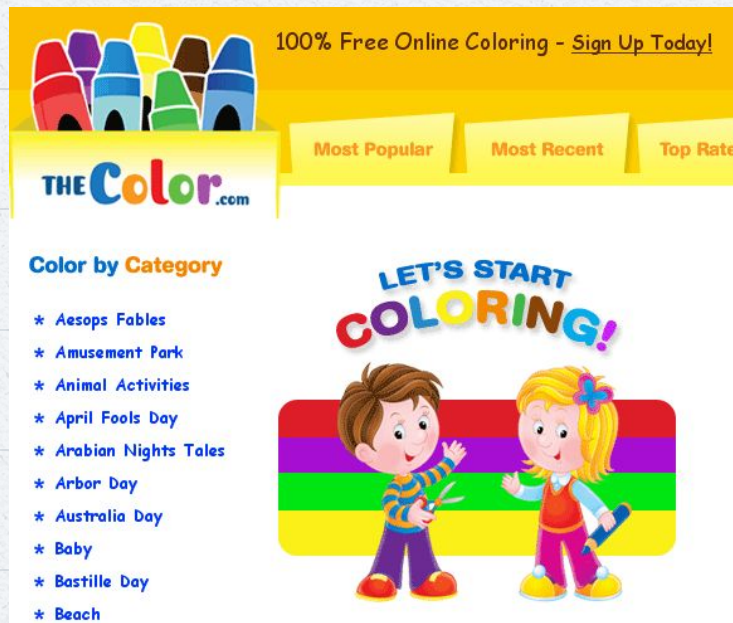 100% Free Online Coloring - Sign Up Today!
Most Popular
Most Recent
Top Rate
THE Color.com
Color by Category
LET'S START
COLORING!
* Aesops Fables
* Amusement Park
* Animal Activities
* April Fools Day
* Arabian Nights Tales
* Arbor Day
* Australia Day
* Baby
* Bastille Day
* Beach